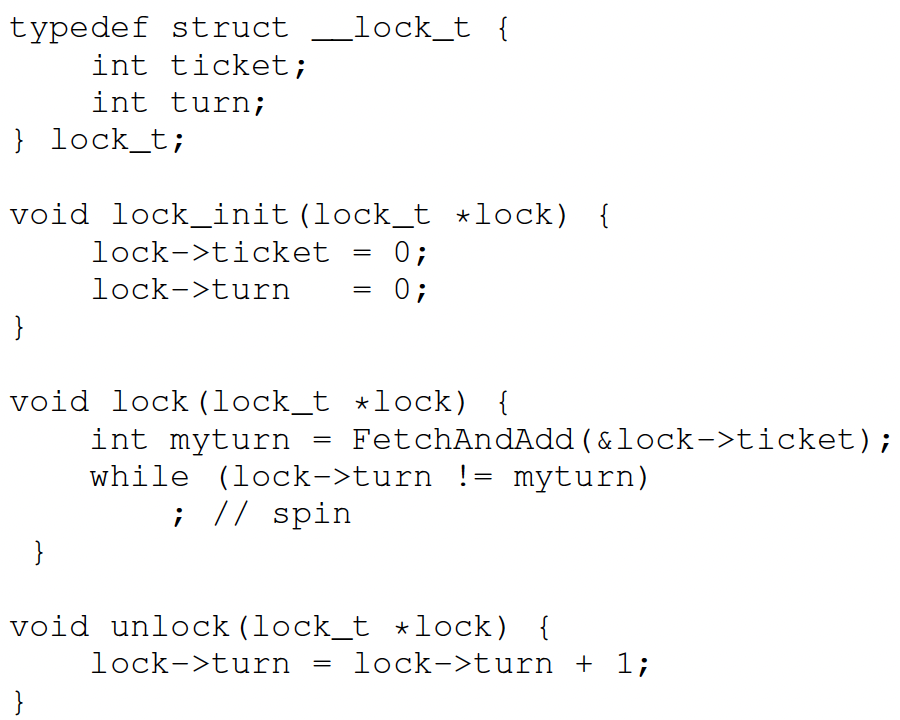 typedef struct __lock_t {
    int ticket;
    int turn;
} lock_t;

void lock_init(lock_t *lock) {
    lock->ticket = 0;
    lock->turn   = 0;
}

void lock(lock_t *lock) {
    int myturn = FetchAndAdd(&lock->ticket);
    while (lock->turn != myturn)
        ; // spin
 }

void unlock(lock_t *lock) {
    lock->turn = lock->turn + 1;
}